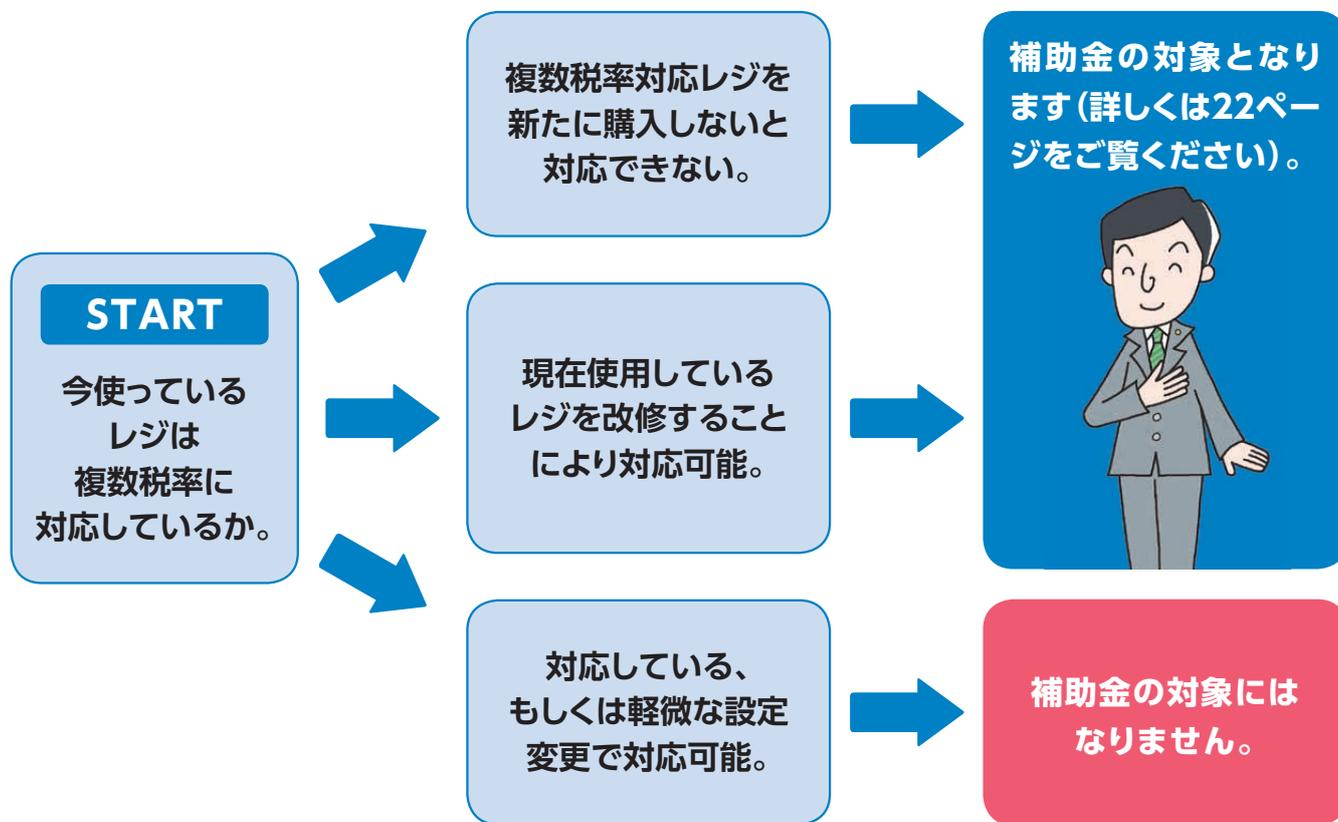 START
今使っている
レジは
複数税率に
対応しているか。
複数税率対応レジを
新たに購入しないと
対応できない。
現在使用している
レジを改修すること
により対応可能。
対応している、
もしくは軽微な設定
変更で対応可能。
補助金の対象となり
ます（詳しくは22ペー
ジをご覧ください）。
補助金の対象には
なりません。